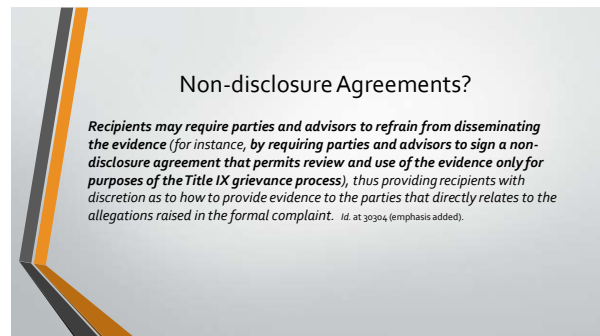 Non-disclosure Agreements?
Recipients may require parties and advisors to refrain from disseminating
the evidence (for instance, by requiring parties and advisors to sign a non-
disclosure agreement that permits review and use of the evidence only for
purposes of the Title IX grievance process), thus providing recipients with
discretion as to how to provide evidence to the parties that directly relates to the
allegations raised in the formal complaint. Id. at 30304 (emphasis added).